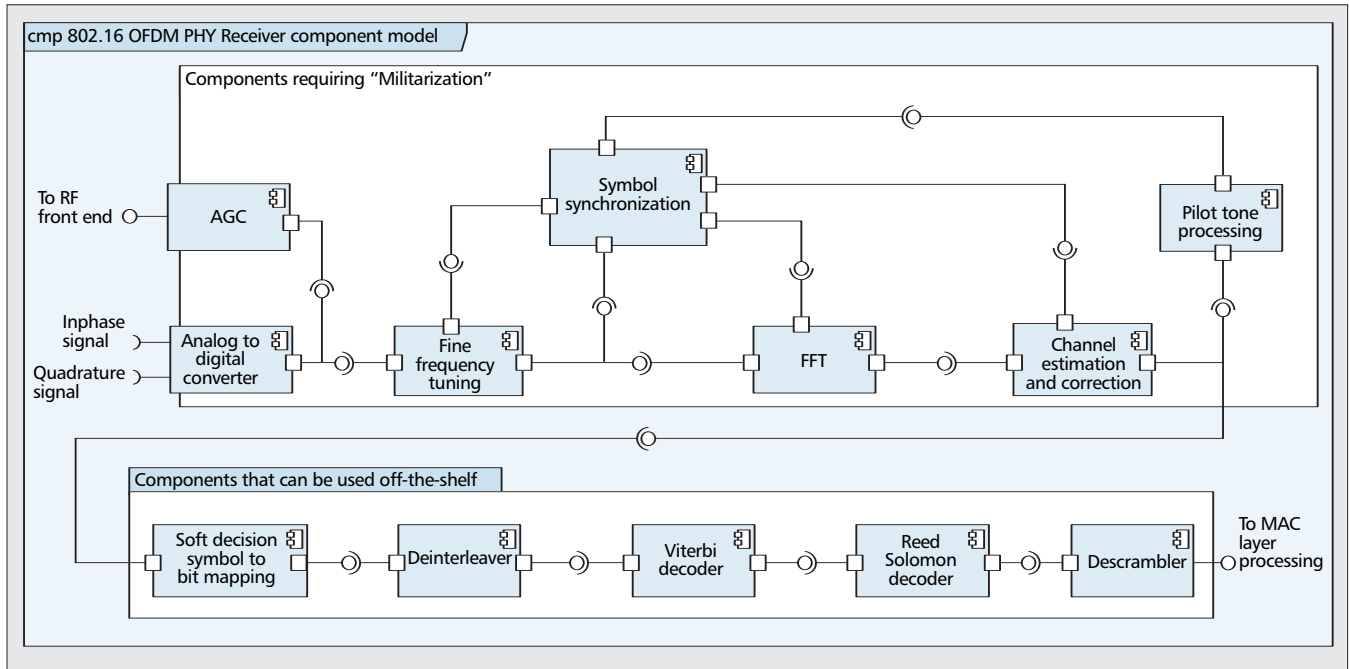 cmp 802.16 OFDM PHY Receiver component model
Components requiring “Militarization”
To RF
front end
AGC
Symbol
synchronization
Pilot tone
processing
Inphase
signal
Quadrature
signal
Analog to
digital
converter
Fine
frequency
tuning
FFT
Channel
estimation
and correction
Components that can be used off-the-shelf
Soft decision
symbol to
bit mapping
Deinterleaver
Viterbi
decoder
Reed
Solomon
decoder
Descrambler
To MAC
layer
processing